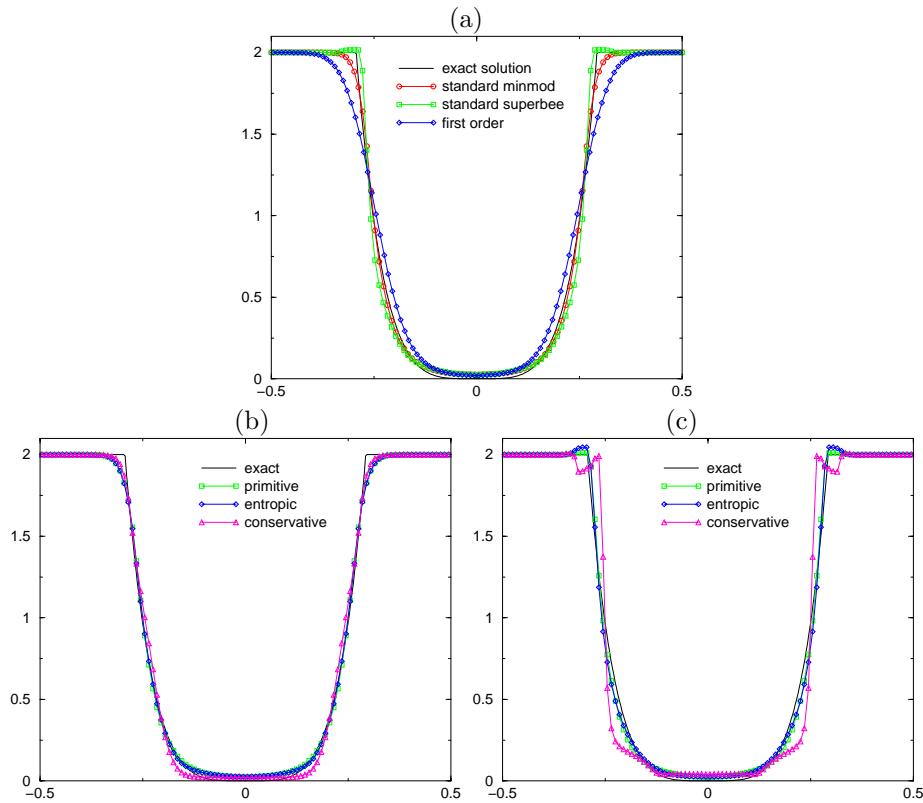 (a)
2
1.5
1
0.5
0
−0.5
0
0.5
exact solution
standard minmod
standard superbee
first order
(b)
2
1.5
1
0.5
0
−0.5
0
0.5
exact
primitive
entropic
conservative
(c)
2
1.5
1
0.5
0
−0.5
0
0.5
exact
primitive
entropic
conservative